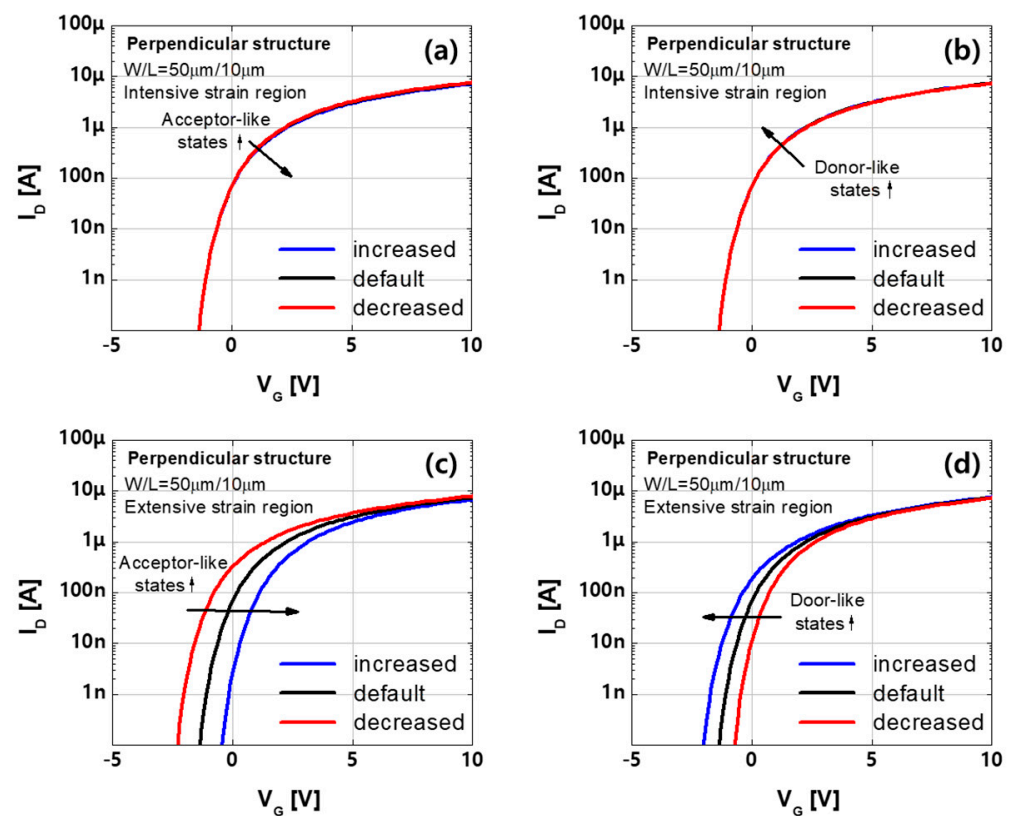 100μ
10μ
1μ
100n
10n
1n
I_D [A]
Perpendicular structure
(a)
W/L=50μm/10μm
Intensive strain region
Acceptor-like
states ↑
increased
default
decreased
-5 0 5 10
V_G [V]
100μ
10μ
1μ
100n
10n
1n
I_D [A]
Perpendicular structure
(b)
W/L=50μm/10μm
Intensive strain region
Donor-like
states ↑
increased
default
decreased
-5 0 5 10
V_G [V]
100μ
10μ
1μ
100n
10n
1n
I_D [A]
Perpendicular structure
(c)
W/L=50μm/10μm
Extensive strain region
Acceptor-like
states ↑
increased
default
decreased
-5 0 5 10
V_G [V]
100μ
10μ
1μ
100n
10n
1n
I_D [A]
Perpendicular structure
(d)
W/L=50μm/10μm
Extensive strain region
Door-like
states ↑
increased
default
decreased
-5 0 5 10
V_G [V]